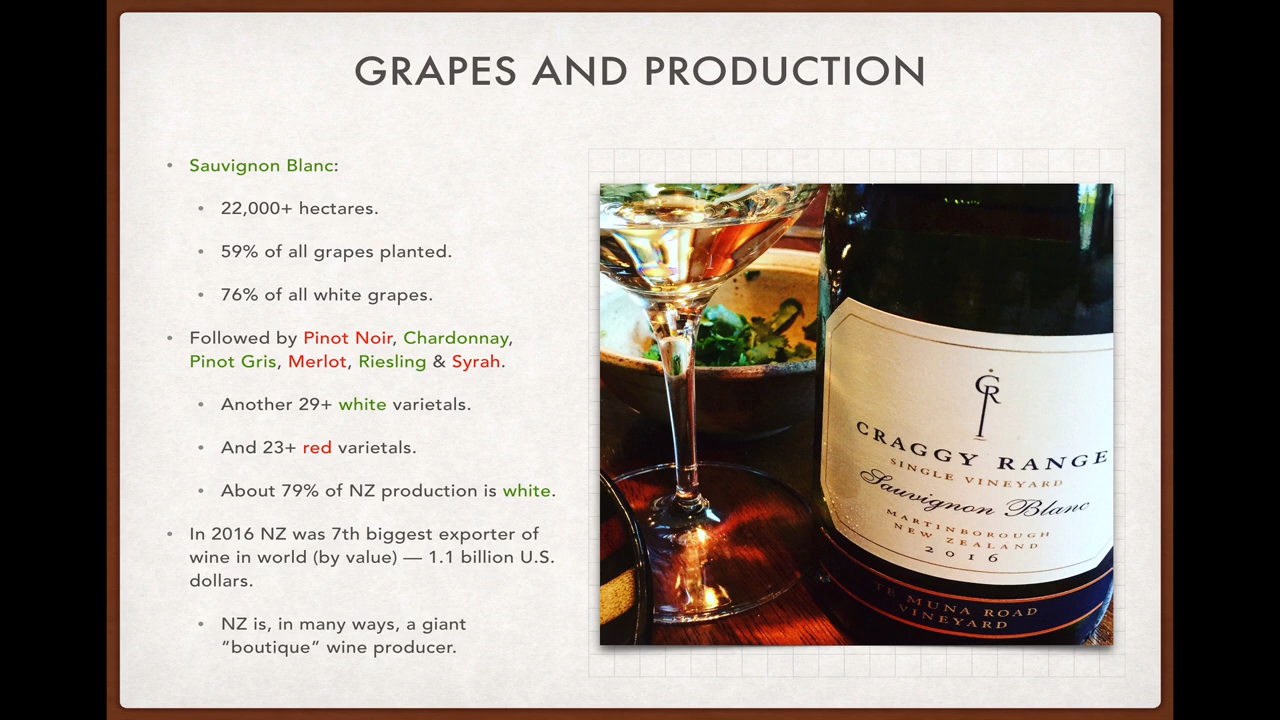 GRAPES AND PRODUCTION
• Sauvignon Blanc:
• 22,000+ hectares.
• 59% of all grapes planted.
• 76% of all white grapes.
• Followed by Pinot Noir, Chardonnay,
Pinot Gris, Merlot, Riesling & Syrah.
• Another 29+ white varietals.
• And 23+ red varietals.
• About 79% of NZ production is white.
• In 2016 NZ was 7th biggest exporter of
wine in world (by value) — 1.1 billion U.S.
dollars.
• NZ is, in many ways, a giant
“boutique” wine producer.
CR
CRAGGY RANGE
SINGLE VINEYARD
Sauvignon Blanc
MARTINBOROUGH
NEW ZEALAND
2016
TE MUNA ROAD
VINEYARD